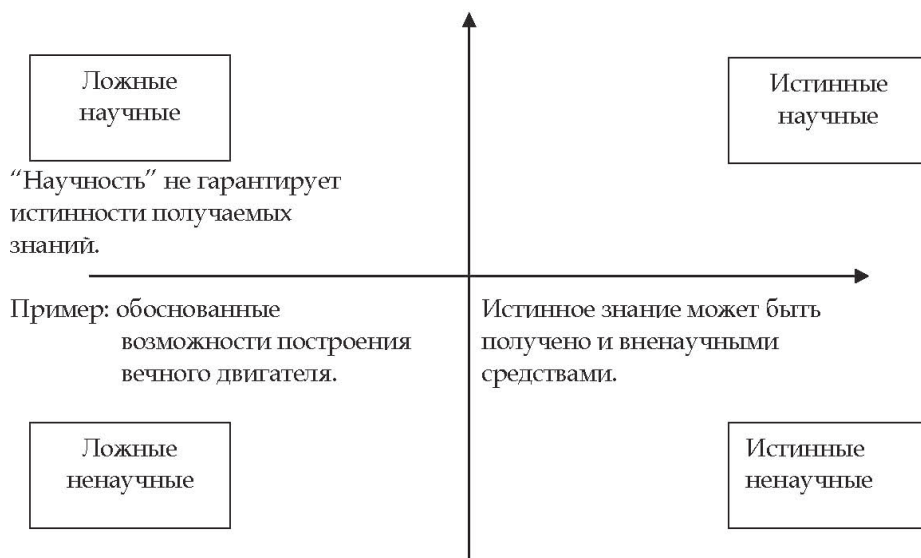 Ложные
научные
Истинные
научные
“Научность” не гарантирует
истинности получаемых
знаний.
Пример: обоснованные
возможности построения
вечного двигателя.
Истинное знание может быть
получено и вненаучными
средствами.
Ложные
ненаучные
Истинные
ненаучные